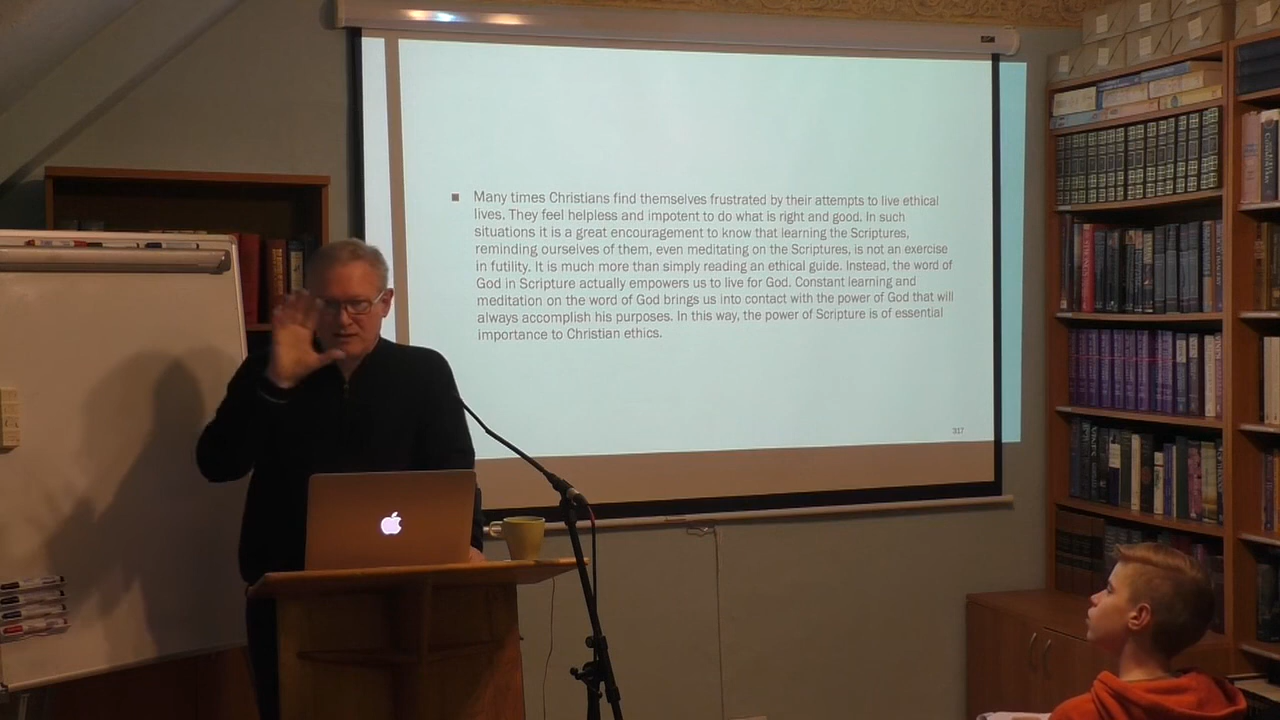 Many times Christians find themselves frustrated by their attempts to live ethical
lives. They feel helpless and impotent to do what is right and good. In such
situations it is a great encouragement to know that learning the Scriptures,
reminding ourselves of them, even meditating on the Scriptures, is not an exercise
in futility. It is much more than simply reading an ethical guide. Instead, the word of
God in Scripture actually empowers us to live for God. Constant learning and
meditation on the word of God brings us into contact with the power of God that will
always accomplish his purposes. In this way, the power of Scripture is of essential
importance to Christian ethics.
317